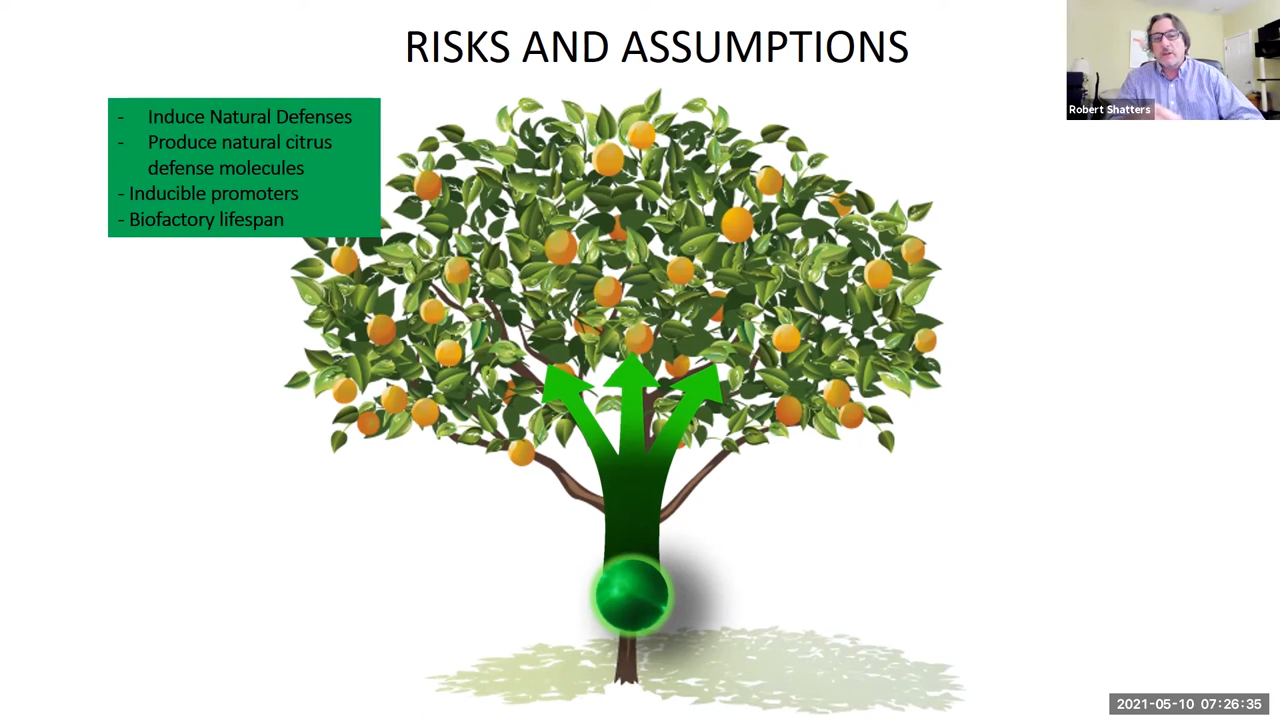 RISKS AND ASSUMPTIONS
- Induce Natural Defenses
- Produce natural citrus
defense molecules
- Inducible promoters
- Biofactory lifespan
Robert Shatters
2021-05-10 07:26:35